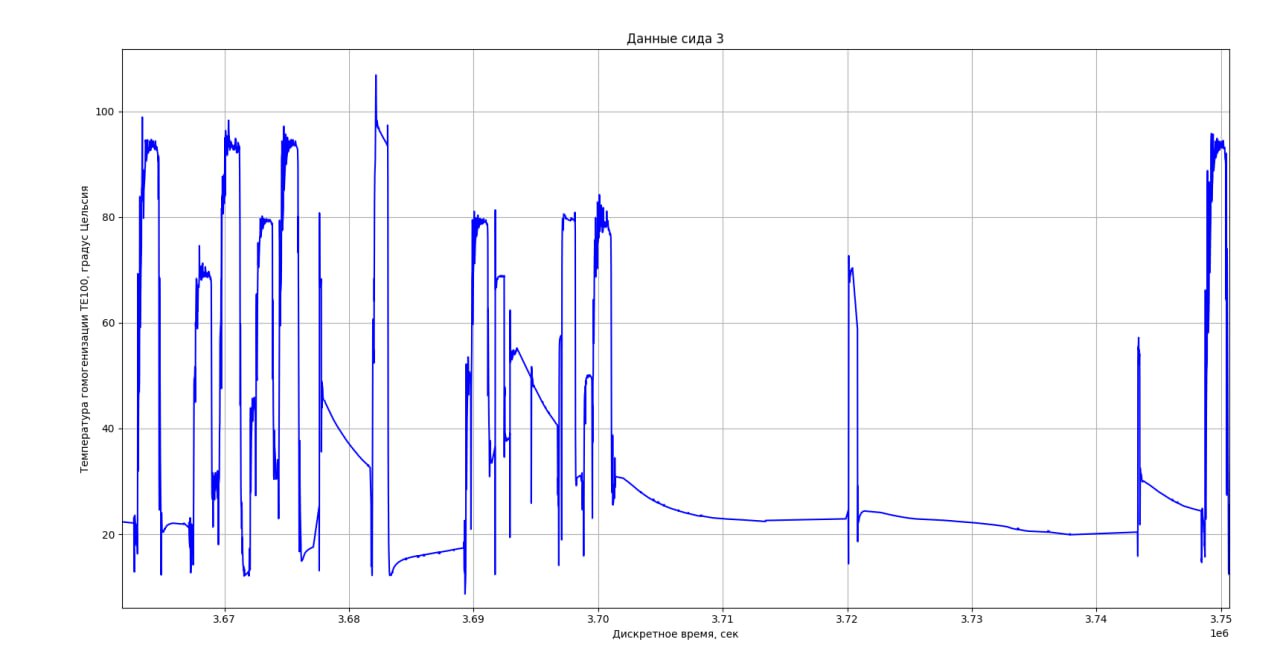 Данные сида 3
Температура гомогенизации TE100, градус Цельсия
100
80
60
40
20
3.67 3.68 3.69 3.70 3.71 3.72 3.73 3.74 3.75
1e6
Дискретное время, сек